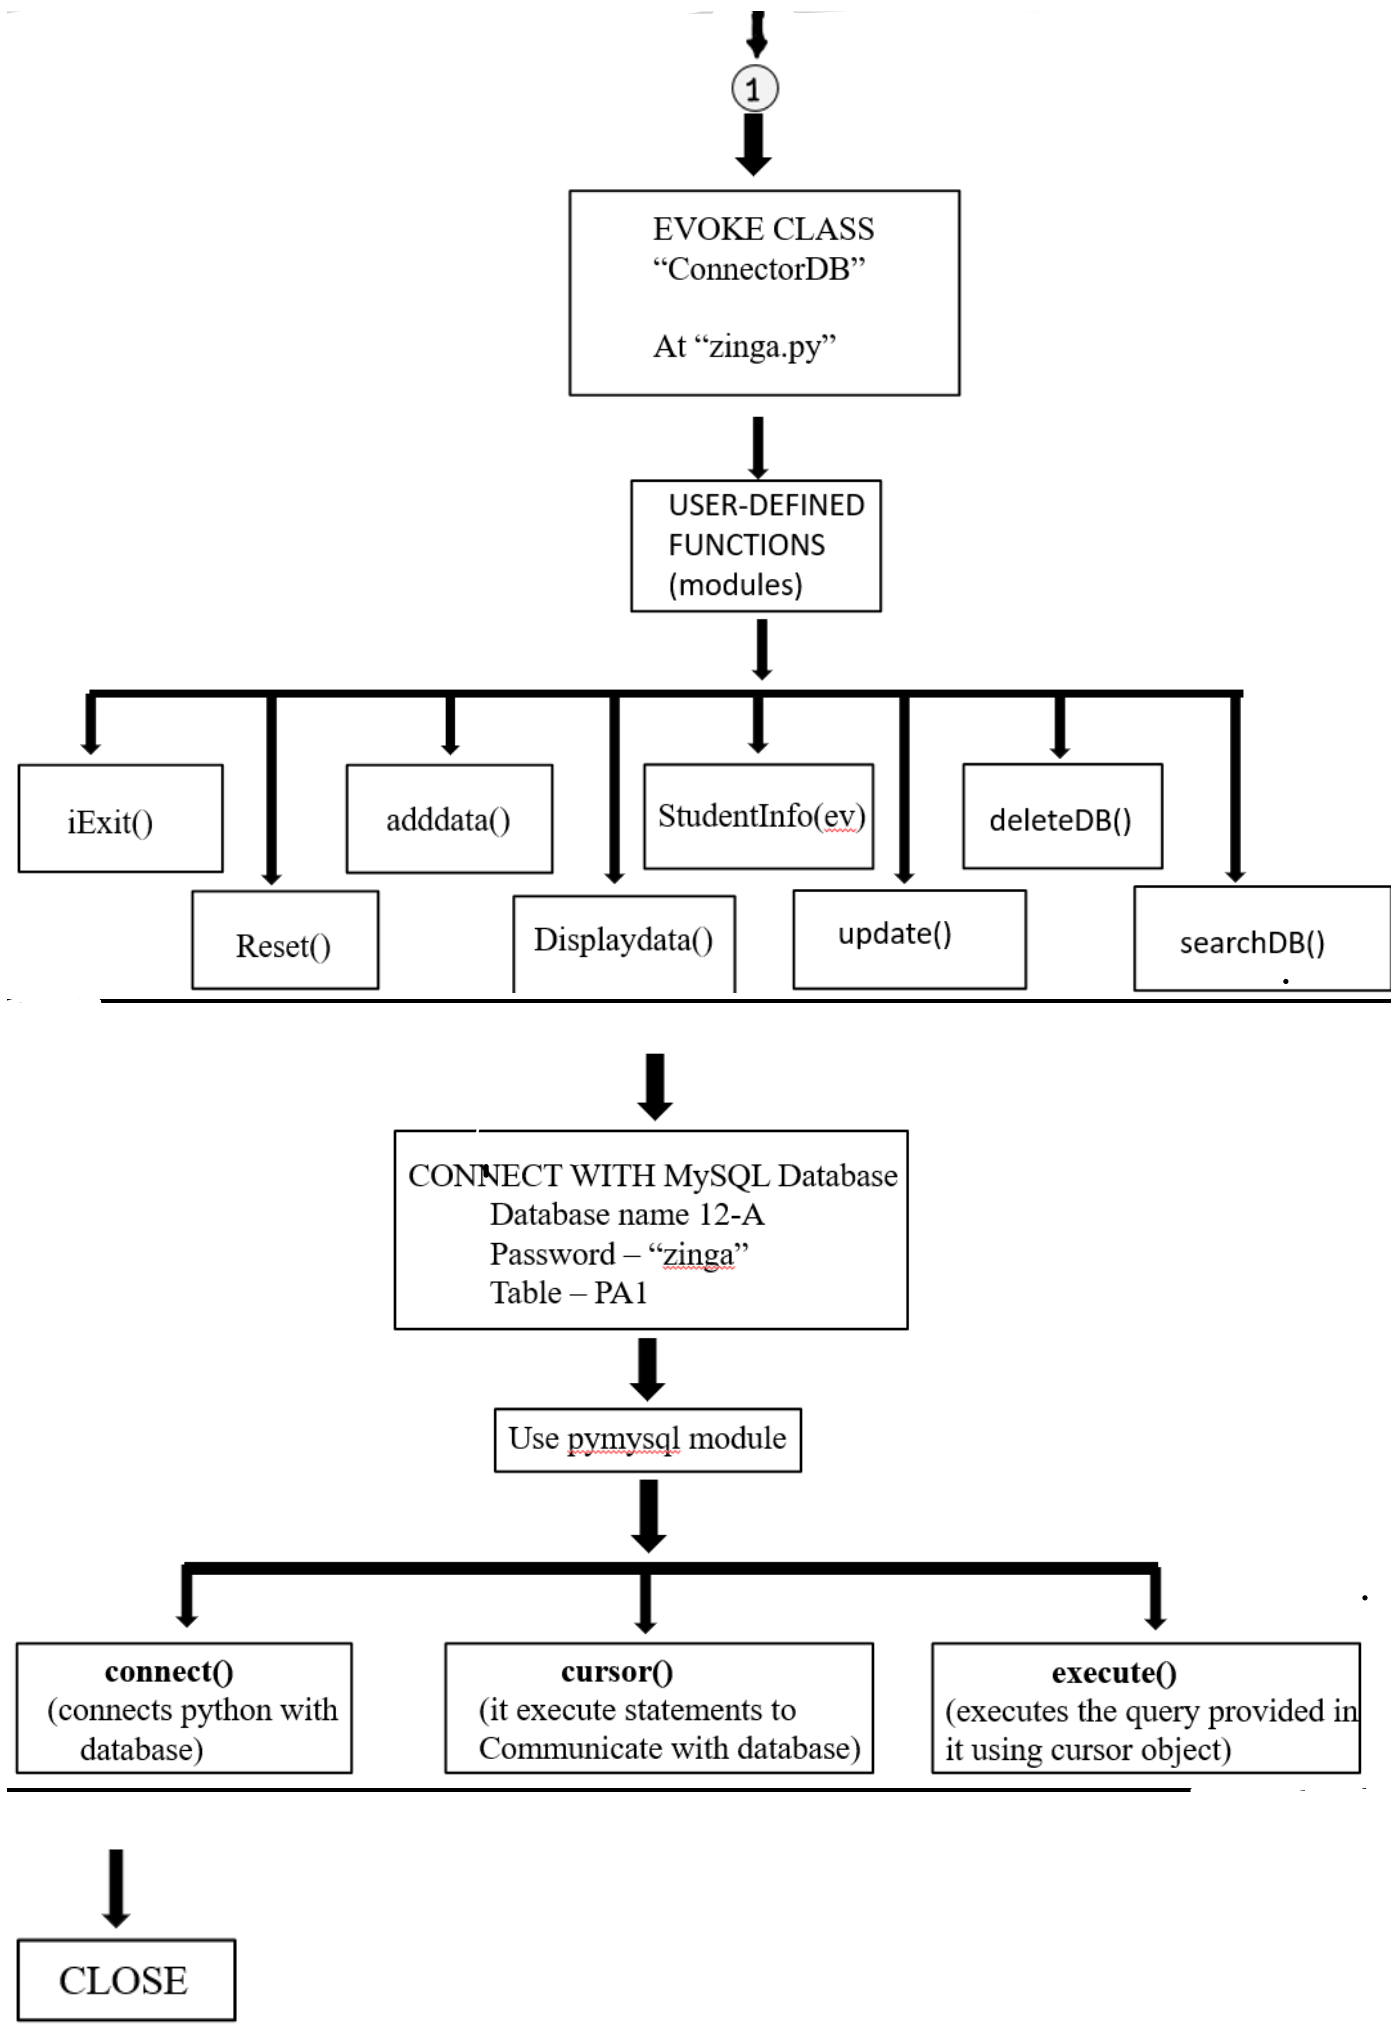 1
EVOKE CLASS
“ConnectorDB”
At “zinga.py”
USER-DEFINED
FUNCTIONS
(modules)
iExit()
adddata()
StudentInfo(ev)
deleteDB()
Reset()
Displaydata()
update()
searchDB()
CONNECT WITH MySQL Database
Database name 12-A
Password – “zinga”
Table – PA1
Use pymysql module
connect()
(connects python with
database)
cursor()
(it execute statements to
Communicate with database)
execute()
(executes the query provided in
it using cursor object)
CLOSE